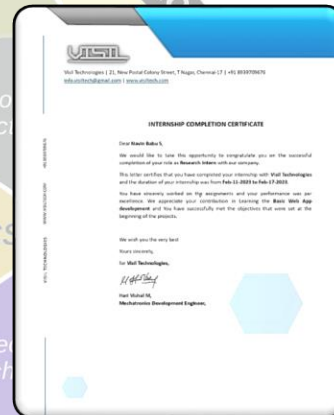 VISIL
Visil Technologies | 21, New Postal Colony Street, T Nagar, Chennai-17 | +91 8939709676
info.visiltech@gmail.com | www.visiltech.com
INTERNSHIP COMPLETION CERTIFICATE
Dear Navin Babu S,
We would like to take this opportunity to congratulate you on the successful
completion of your role as Research Intern with our company.
This letter certifies that you have completed your internship with Visil Technologies
and the duration of your internship was from Feb-11-2023 to Feb-17-2023.
You have sincerely worked on the assignments and your performance was par
excellence. We appreciate your contribution in Learning the Basic Web App
development and You have successfully met the objectives that were set at the
beginning of the projects.
We wish you the very best
Yours sincerely,
for Visil Technologies,
Hari Vishal M,
Mechatronics Development Engineer,
VISIL TECHNOLOGIES
WWW.VISILTECH.COM